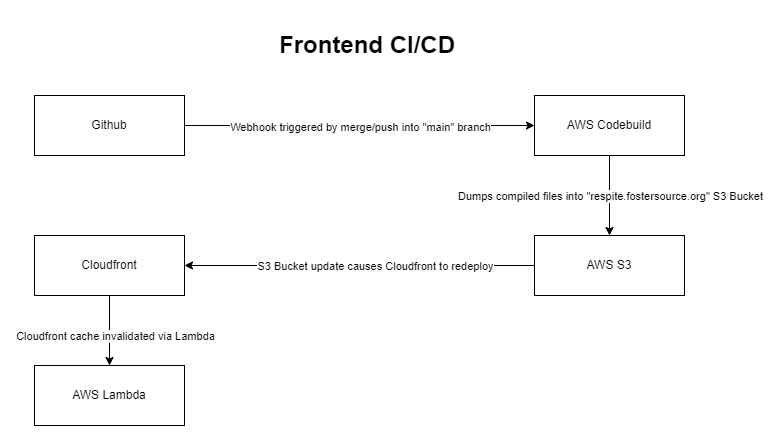 Frontend CI/CD
Github
Webhook triggered by merge/push into "main" branch
AWS Codebuild
Dumps compiled files into "respite.fostersource.org" S3 Bucket
Cloudfront
S3 Bucket update causes Cloudfront to redeploy
AWS S3
Cloudfront cache invalidated via Lambda
AWS Lambda